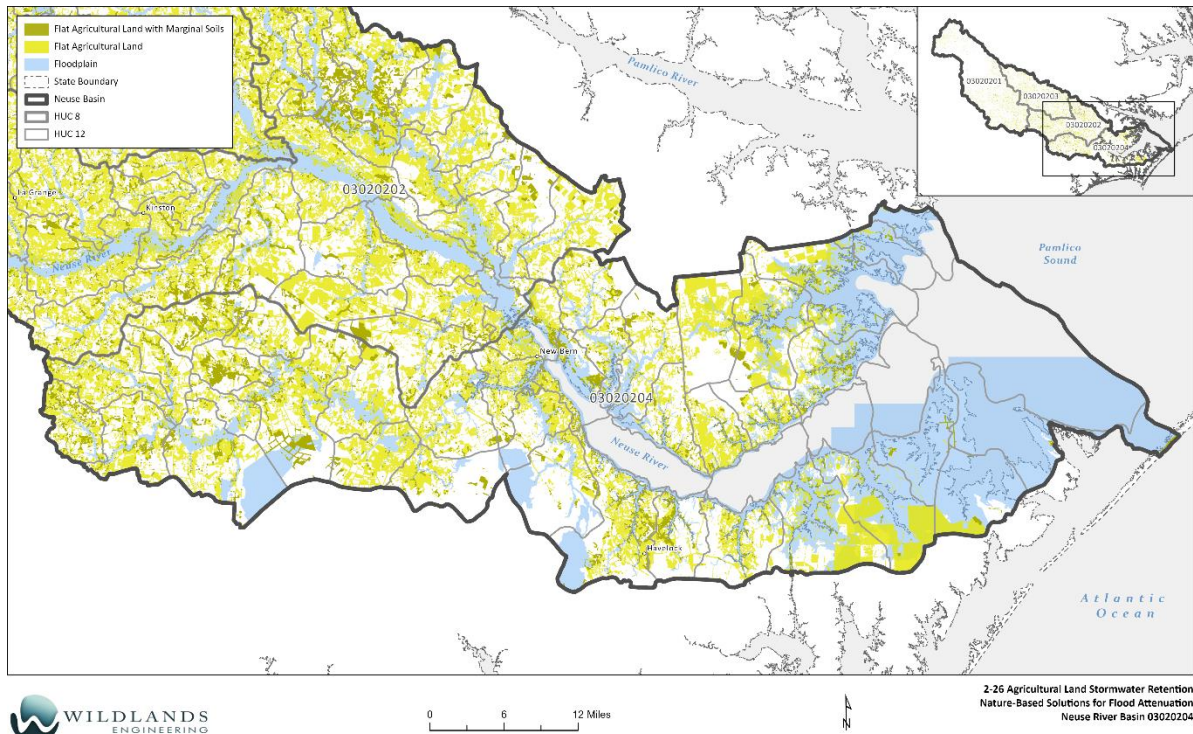 Flat Agricultural Land with Marginal Soils
Flat Agricultural Land
Floodplain
State Boundary
Neuse Basin
HUC 8
HUC 12
Pamlico River
03020201
03020203
03020202
03020204
03020202
La Grange
Kinston
Neuse River
Pamlico
Sound
New Bern
03020204
Neuse River
Havelock
Atlantic
Ocean
WILDLANDS
ENGINEERING
0 6 12 Miles
N
2-26 Agricultural Land Stormwater Retention
Nature-Based Solutions for Flood Attenuation
Neuse River Basin 03020204